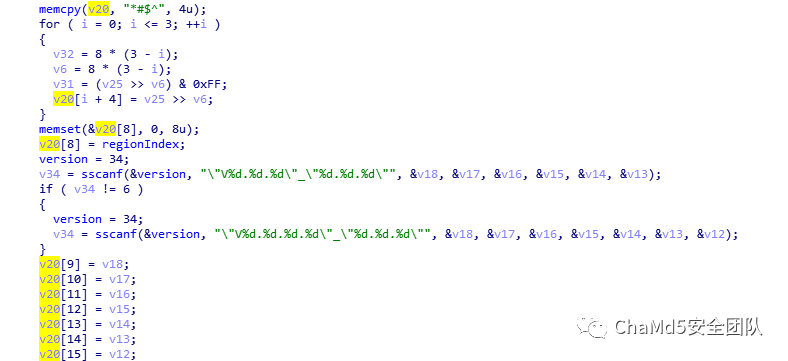 memcpy(v20, "*#$^", 4u);
for ( i = 0; i <= 3; ++i )
{
v32 = 8 * (3 - i);
v6 = 8 * (3 - i);
v31 = (v25 >> v6) & 0xFF;
v20[i + 4] = v25 >> v6;
}
memset(&v20[8], 0, 8u);
v20[8] = regionIndex;
version = 34;
v34 = sscanf(&version, "\"V%d.%d.%d\"_\"%d.%d.%d\"", &v18, &v17, &v16, &v15, &v14, &v13);
if ( v34 != 6 )
{
version = 34;
v34 = sscanf(&version, "\"V%d.%d.%d.%d\"_\"%d.%d.%d\"", &v18, &v17, &v16, &v15, &v14, &v13, &v12);
}
v20[9] = v18;
v20[10] = v17;
v20[11] = v16;
v20[12] = v15;
v20[13] = v14;
v20[14] = v13;
v20[15] = v12;
ChaMd5安全团队